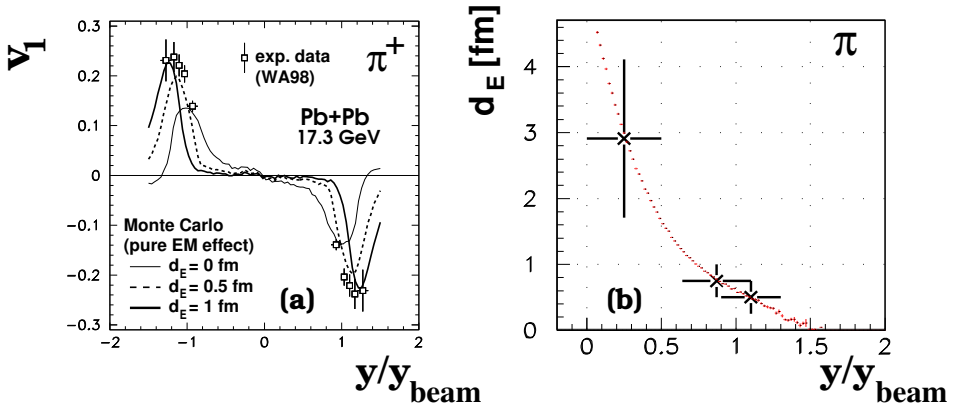 v1
0.3
0.2
0.1
0
−0.1
−0.2
−0.3
exp. data
(WA98)
π+
Pb+Pb
17.3 GeV
Monte Carlo
(pure EM effect)
dE = 0 fm
dE = 0.5 fm
dE = 1 fm
(a)
−2 −1 0 1 2
y/ybeam
dE [fm]
4
3
2
1
0
π
(b)
0 0.5 1 1.5 2
y/ybeam